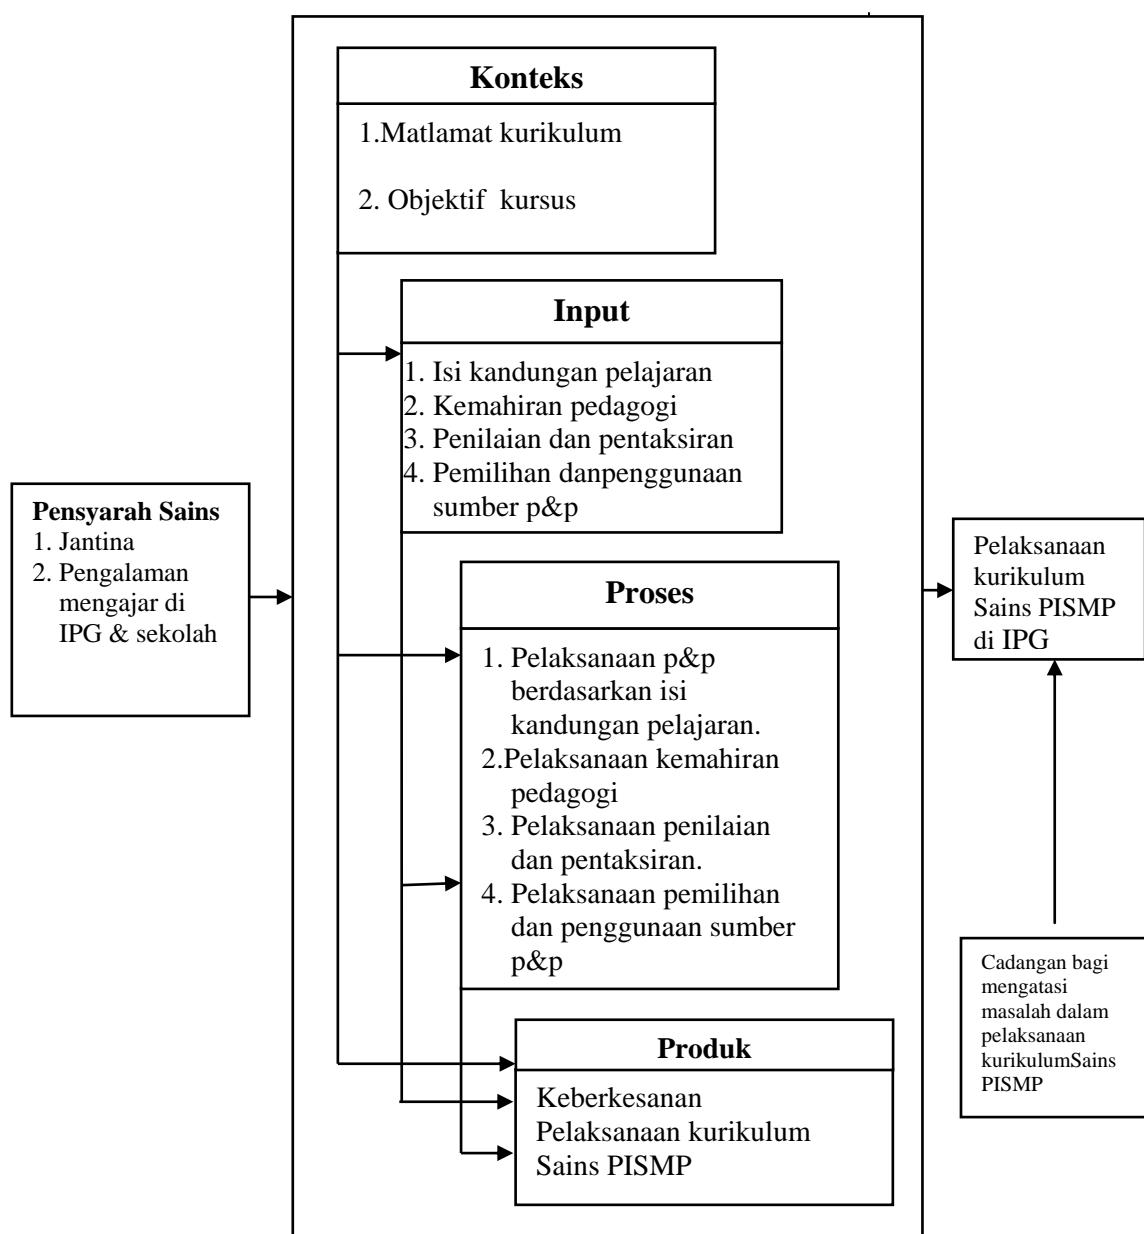 Konteks
1.Matlamat kurikulum
2. Objektif kursus
Input
1. Isi kandungan pelajaran
2. Kemahiran pedagogi
3. Penilaian dan pentaksiran
4. Pemilihan danpenggunaan
sumber p&p
Pensyarah Sains
1. Jantina
2. Pengalaman
mengajar di
IPG & sekolah
Proses
1. Pelaksanaan p&p
berdasarkan isi
kandungan pelajaran.
2.Pelaksanaan kemahiran
pedagogi
3. Pelaksanaan penilaian
dan pentaksiran.
4. Pelaksanaan pemilihan
dan penggunaan sumber
p&p
Produk
Keberkesanan
Pelaksanaan kurikulum
Sains PISMP
Pelaksanaan
kurikulum
Sains PISMP
di IPG
Cadangan bagi
mengatasi
masalah dalam
pelaksanaan
kurikulumSains
PISMP